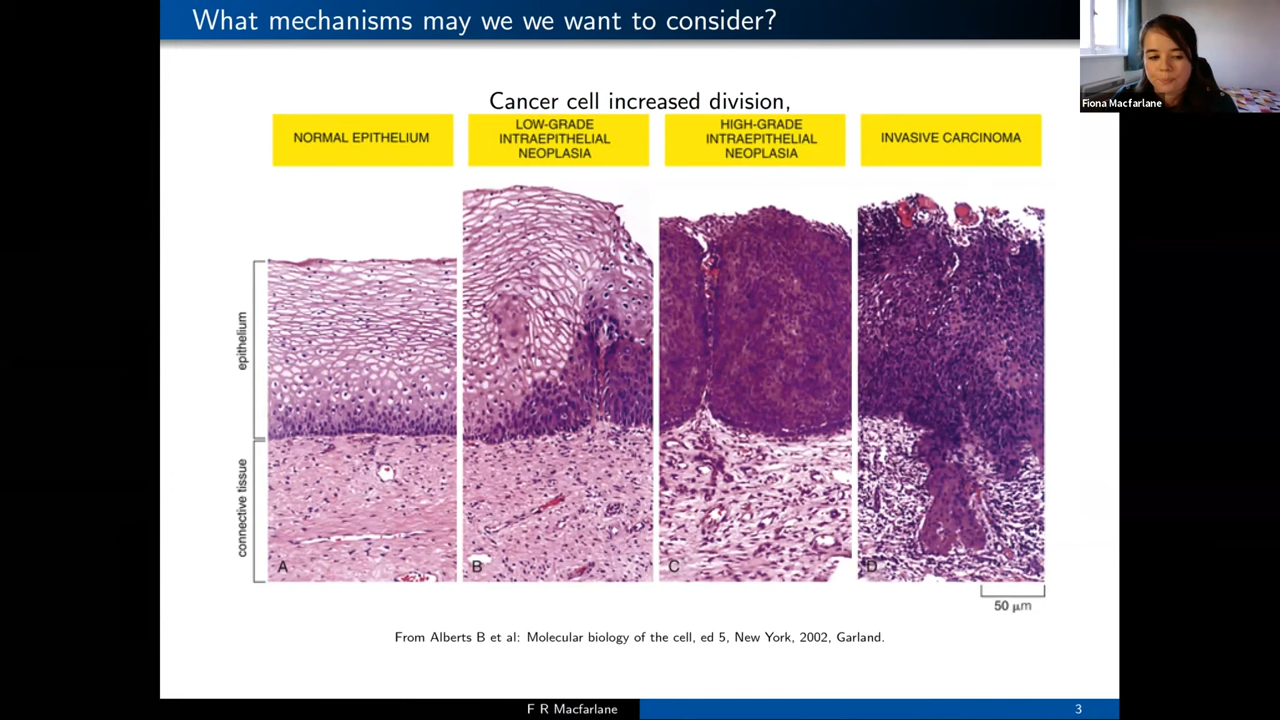 What mechanisms may we we want to consider?
Fiona Macfarlane
Cancer cell increased division,
NORMAL EPITHELIUM
LOW-GRADE
INTRAEPITHELIAL
NEOPLASIA
HIGH-GRADE
INTRAEPITHELIAL
NEOPLASIA
INVASIVE CARCINOMA
epithelium
connective tissue
A
B
C
D
50 μm
From Alberts B et al: Molecular biology of the cell, ed 5, New York, 2002, Garland.
F R Macfarlane
3